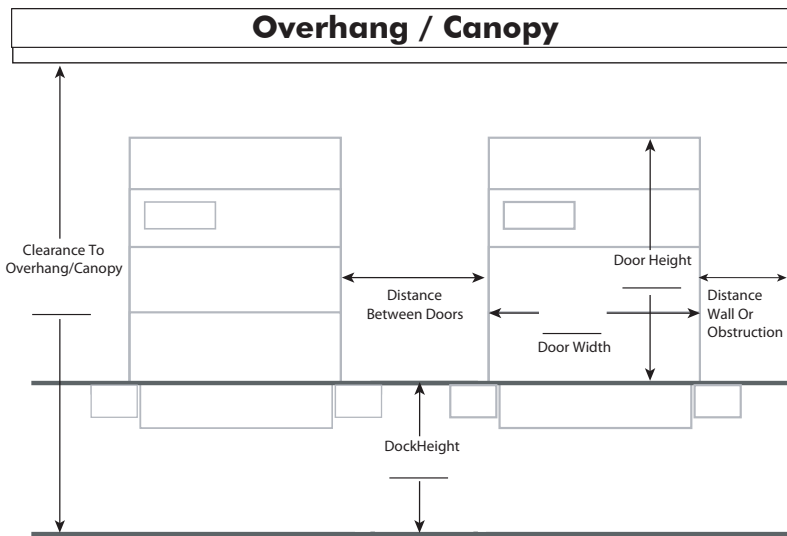 Overhang / Canopy
Clearance To
Overhang/Canopy
Distance
Between Doors
Door Height
Door Width
Distance
Wall Or
Obstruction
DockHeight